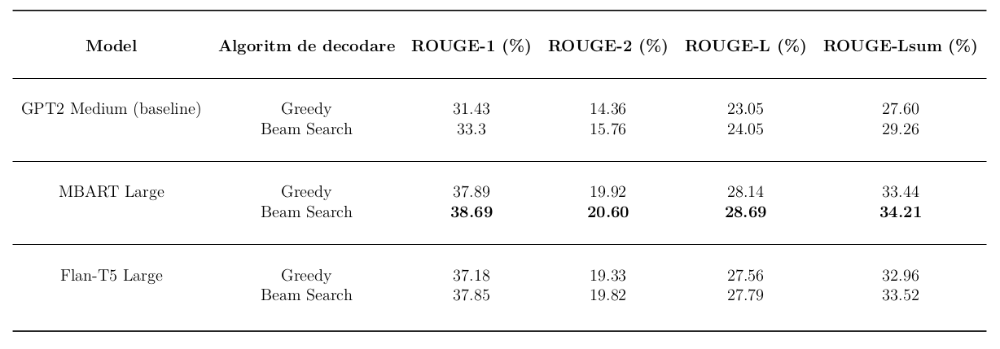 Model Algoritm de decodare ROUGE-1 (%) ROUGE-2 (%) ROUGE-L (%) ROUGE-Lsum (%)
GPT2 Medium (baseline) Greedy 31.43 14.36 23.05 27.60
Beam Search 33.3 15.76 24.05 29.26
MBART Large Greedy 37.89 19.92 28.14 33.44
Beam Search 38.69 20.60 28.69 34.21
Flan-T5 Large Greedy 37.18 19.33 27.56 32.96
Beam Search 37.85 19.82 27.79 33.52